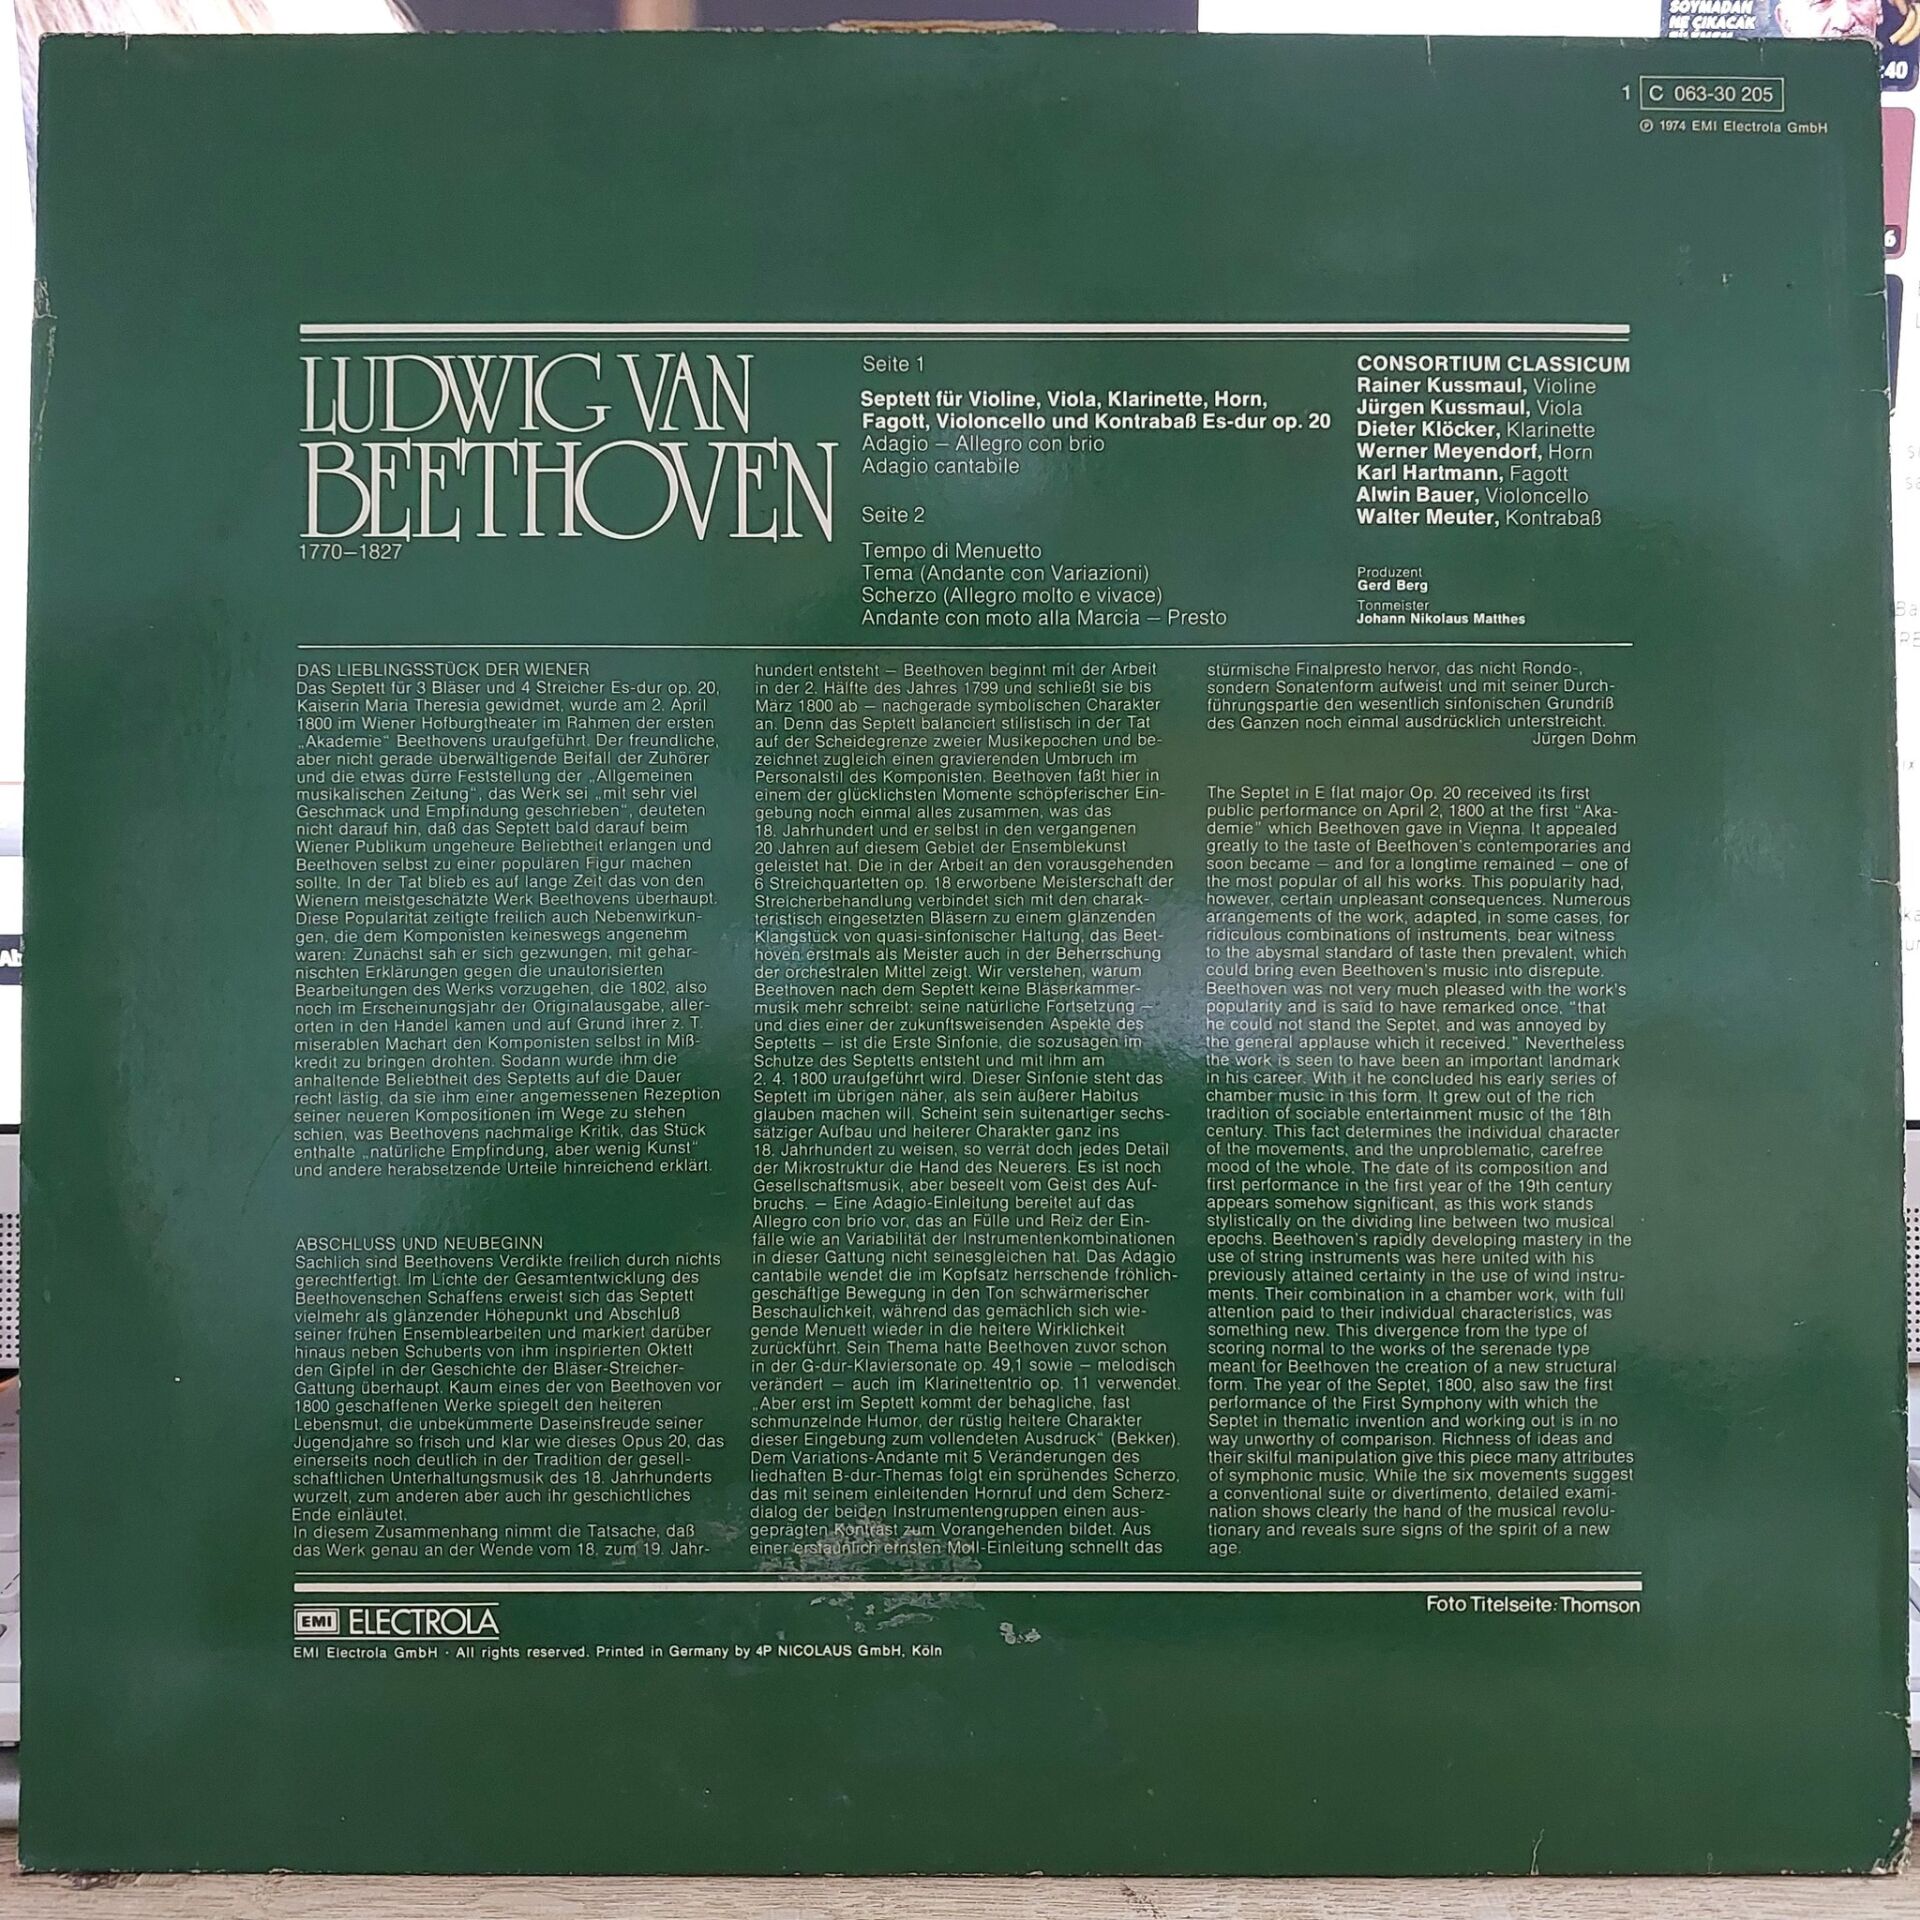 SOYMADAN
NE ÇIKACAK
:40
6
1 C 063-30 205
℗ 1974 EMI Electrola GmbH
LUDWIG VAN
BEETHOVEN
1770–1827
Seite 1
Septett für Violine, Viola, Klarinette, Horn,
Fagott, Violoncello und Kontrabaß Es-dur op. 20
Adagio – Allegro con brio
Adagio cantabile
Seite 2
Tempo di Menuetto
Tema (Andante con Variazioni)
Scherzo (Allegro molto e vivace)
Andante con moto alla Marcia – Presto
CONSORTIUM CLASSICUM
Rainer Kussmaul, Violine
Jürgen Kussmaul, Viola
Dieter Klöcker, Klarinette
Werner Meyendorf, Horn
Karl Hartmann, Fagott
Alwin Bauer, Violoncello
Walter Meuter, Kontrabaß
Produzent
Gerd Berg
Tonmeister
Johann Nikolaus Matthes
DAS LIEBLINGSSTÜCK DER WIENER
Das Septett für 3 Bläser und 4 Streicher Es-dur op. 20,
Kaiserin Maria Theresia gewidmet, wurde am 2. April
1800 im Wiener Hofburgtheater im Rahmen der ersten
„Akademie“ Beethovens uraufgeführt. Der freundliche,
aber nicht gerade überwältigende Beifall der Zuhörer
und die etwas dürre Feststellung der „Allgemeinen
musikalischen Zeitung“, das Werk sei „mit sehr viel
Geschmack und Empfindung geschrieben“, deuteten
nicht darauf hin, daß das Septett bald darauf beim
Wiener Publikum ungeheure Beliebtheit erlangen und
Beethoven selbst zu einer populären Figur machen
sollte. In der Tat blieb es auf lange Zeit das von den
Wienern meistgeschätzte Werk Beethovens überhaupt.
Diese Popularität zeitigte freilich auch Nebenwirkun-
gen, die dem Komponisten keineswegs angenehm
waren: Zunächst sah er sich gezwungen, mit gehar-
nischten Erklärungen gegen die unautorisierten
Bearbeitungen des Werks vorzugehen, die 1802, also
noch im Erscheinungsjahr der Originalausgabe, aller-
orten in den Handel kamen und auf Grund ihrer z. T.
miserablen Machart den Komponisten selbst in Miß-
kredit zu bringen drohten. Sodann wurde ihm die
anhaltende Beliebtheit des Septetts auf die Dauer
recht lästig, da sie ihm einer angemessenen Rezeption
seiner neueren Kompositionen im Wege zu stehen
schien, was Beethovens nachmalige Kritik, das Stück
enthalte „natürliche Empfindung, aber wenig Kunst“
und andere herabsetzende Urteile hinreichend erklärt.
ABSCHLUSS UND NEUBEGINN
Sachlich sind Beethovens Verdikte freilich durch nichts
gerechtfertigt. Im Lichte der Gesamtentwicklung des
Beethovenschen Schaffens erweist sich das Septett
vielmehr als glänzender Höhepunkt und Abschluß
seiner frühen Ensemblearbeiten und markiert darüber
hinaus neben Schuberts von ihm inspirierten Oktett
den Gipfel in der Geschichte der Bläser-Streicher-
Gattung überhaupt. Kaum eines der von Beethoven vor
1800 geschaffenen Werke spiegelt den heiteren
Lebensmut, die unbekümmerte Daseinsfreude seiner
Jugendjahre so frisch und klar wie dieses Opus 20, das
einerseits noch deutlich in der Tradition der gesell-
schaftlichen Unterhaltungsmusik des 18. Jahrhunderts
wurzelt, zum anderen aber auch ihr geschichtliches
Ende einläutet.
In diesem Zusammenhang nimmt die Tatsache, daß
das Werk genau an der Wende vom 18. zum 19. Jahr-
hundert entsteht – Beethoven beginnt mit der Arbeit
in der 2. Hälfte des Jahres 1799 und schließt sie bis
März 1800 ab – nachgerade symbolischen Charakter
an. Denn das Septett balanciert stilistisch in der Tat
auf der Scheidegrenze zweier Musikepochen und be-
zeichnet zugleich einen gravierenden Umbruch im
Personalstil des Komponisten. Beethoven faßt hier in
einem der glücklichsten Momente schöpferischer Ein-
gebung noch einmal alles zusammen, was das
18. Jahrhundert und er selbst in den vergangenen
20 Jahren auf diesem Gebiet der Ensemblekunst
geleistet hat. Die in der Arbeit an den vorausgehenden
6 Streichquartetten op. 18 erworbene Meisterschaft der
Streicherbehandlung verbindet sich mit den charak-
teristisch eingesetzten Bläsern zu einem glänzenden
Klangstück von quasi-sinfonischer Haltung, das Beet-
hoven erstmals als Meister auch in der Beherrschung
der orchestralen Mittel zeigt. Wir verstehen, warum
Beethoven nach dem Septett keine Bläserkammer-
musik mehr schreibt: seine natürliche Fortsetzung –
und dies einer der zukunftsweisenden Aspekte des
Septetts – ist die Erste Sinfonie, die sozusagen im
Schutze des Septetts entsteht und mit ihm am
2. 4. 1800 uraufgeführt wird. Dieser Sinfonie steht das
Septett im übrigen näher, als sein äußerer Habitus
glauben machen will. Scheint sein suitenartiger sechs-
sätziger Aufbau und heiterer Charakter ganz ins
18. Jahrhundert zu weisen, so verrät doch jedes Detail
der Mikrostruktur die Hand des Neuerers. Es ist noch
Gesellschaftsmusik, aber beseelt vom Geist des Auf-
bruchs. – Eine Adagio-Einleitung bereitet auf das
Allegro con brio vor, das an Fülle und Reiz der Ein-
fälle wie an Variabilität der Instrumentenkombinationen
in dieser Gattung nicht seinesgleichen hat. Das Adagio
cantabile wendet die im Kopfsatz herrschende fröhlich-
geschäftige Bewegung in den Ton schwärmerischer
Beschaulichkeit, während das gemächlich sich wie-
gende Menuett wieder in die heitere Wirklichkeit
zurückführt. Sein Thema hatte Beethoven zuvor schon
in der G-dur-Klaviersonate op. 49,1 sowie – melodisch
verändert – auch im Klarinettentrio op. 11 verwendet.
„Aber erst im Septett kommt der behagliche, fast
schmunzelnde Humor, der rüstig heitere Charakter
dieser Eingebung zum vollendeten Ausdruck“ (Bekker).
Dem Variations-Andante mit 5 Veränderungen des
liedhaften B-dur-Themas folgt ein sprühendes Scherzo,
das mit seinem einleitenden Hornruf und dem Scherz-
dialog der beiden Instrumentengruppen einen aus-
geprägten Kontrast zum Vorangehenden bildet. Aus
einer erstaunlich ernsten Moll-Einleitung schnellt das
stürmische Finalpresto hervor, das nicht Rondo-,
sondern Sonatenform aufweist und mit seiner Durch-
führungspartie den wesentlich sinfonischen Grundriß
des Ganzen noch einmal ausdrücklich unterstreicht.
Jürgen Dohm
The Septet in E flat major Op. 20 received its first
public performance on April 2, 1800 at the first “Aka-
demie” which Beethoven gave in Vienna. It appealed
greatly to the taste of Beethoven's contemporaries and
soon became – and for a longtime remained – one of
the most popular of all his works. This popularity had,
however, certain unpleasant consequences. Numerous
arrangements of the work, adapted, in some cases, for
ridiculous combinations of instruments, bear witness
to the abysmal standard of taste then prevalent, which
could bring even Beethoven's music into disrepute.
Beethoven was not very much pleased with the work's
popularity and is said to have remarked once, “that
he could not stand the Septet, and was annoyed by
the general applause which it received.” Nevertheless
the work is seen to have been an important landmark
in his career. With it he concluded his early series of
chamber music in this form. It grew out of the rich
tradition of sociable entertainment music of the 18th
century. This fact determines the individual character
of the movements, and the unproblematic, carefree
mood of the whole. The date of its composition and
first performance in the first year of the 19th century
appears somehow significant, as this work stands
stylistically on the dividing line between two musical
epochs. Beethoven's rapidly developing mastery in the
use of string instruments was here united with his
previously attained certainty in the use of wind instru-
ments. Their combination in a chamber work, with full
attention paid to their individual characteristics, was
something new. This divergence from the type of
scoring normal to the works of the serenade type
meant for Beethoven the creation of a new structural
form. The year of the Septet, 1800, also saw the first
performance of the First Symphony with which the
Septet in thematic invention and working out is in no
way unworthy of comparison. Richness of ideas and
their skilful manipulation give this piece many attributes
of symphonic music. While the six movements suggest
a conventional suite or divertimento, detailed exami-
nation shows clearly the hand of the musical revolu-
tionary and reveals sure signs of the spirit of a new
age.
Foto Titelseite: Thomson
EMI ELECTROLA
EMI Electrola GmbH · All rights reserved. Printed in Germany by 4P NICOLAUS GmbH, Köln